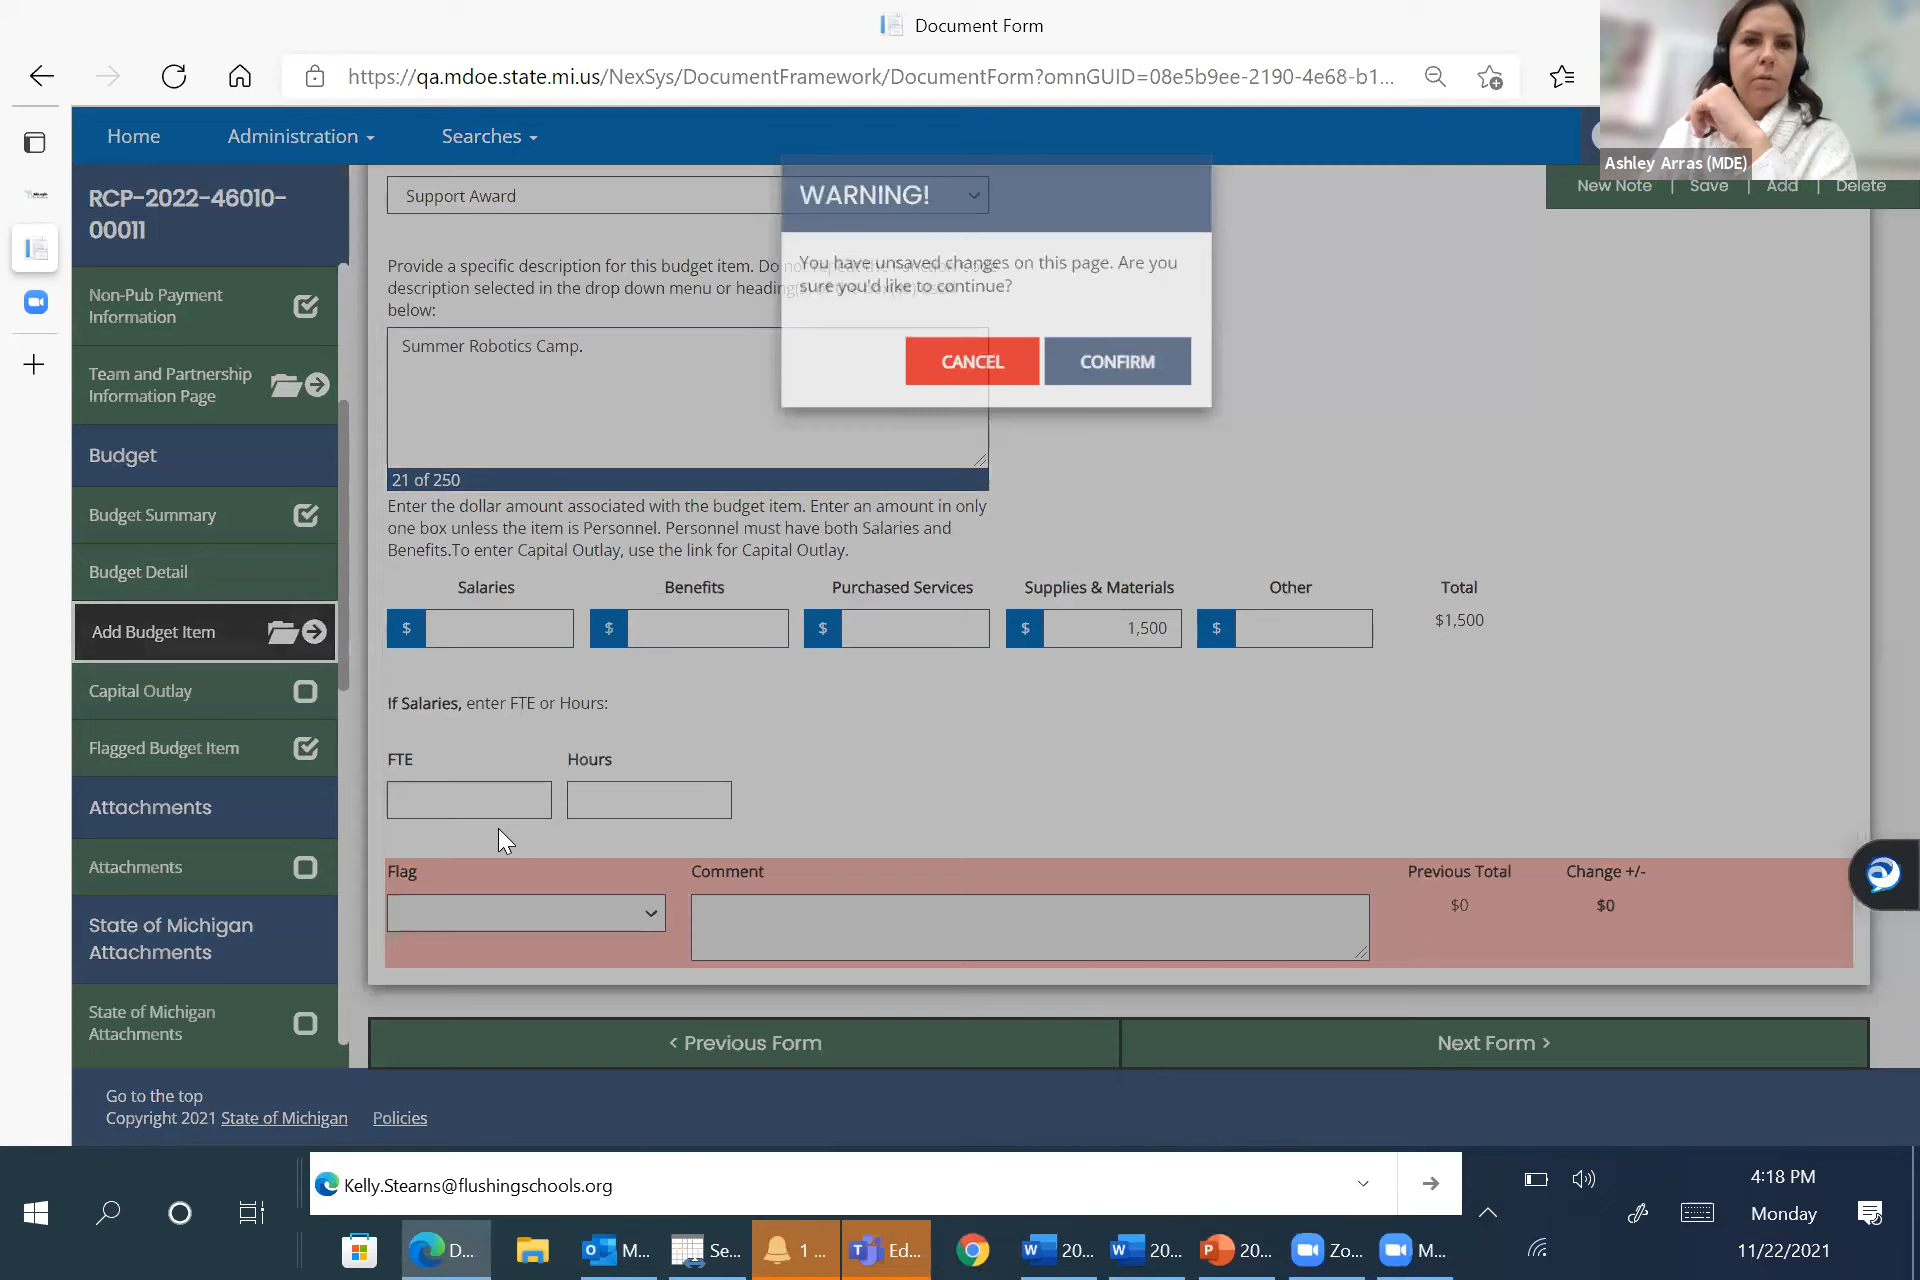 Document Form
https://qa.mdoe.state.mi.us/NexSys/DocumentFramework/DocumentForm?omnGUID=08e5b9ee-2190-4e68-b1...
Home
Administration
Searches
Ashley Arras (MDE)
New Note | Save | Add | Delete
RCP-2022-46010-
00011
Non-Pub Payment
Information
Team and Partnership
Information Page
Budget
Budget Summary
Budget Detail
Add Budget Item
Capital Outlay
Flagged Budget Item
Attachments
Attachments
State of Michigan
Attachments
State of Michigan
Attachments
Support Award
WARNING!
You have unsaved changes on this page. Are you
sure you'd like to continue?
CANCEL
CONFIRM
Provide a specific description for this budget item. Do
description selected in the drop down menu or heading
below:
Summer Robotics Camp.
21 of 250
Enter the dollar amount associated with the budget item. Enter an amount in only
one box unless the item is Personnel. Personnel must have both Salaries and
Benefits.To enter Capital Outlay, use the link for Capital Outlay.
Salaries Benefits Purchased Services Supplies & Materials Other Total
$ $ $ $ 1,500 $ $1,500
If Salaries, enter FTE or Hours:
FTE Hours
Flag Comment Previous Total Change +/-
$0 $0
< Previous Form
Next Form >
Go to the top
Copyright 2021 State of Michigan Policies
Kelly.Stearns@flushingschools.org
D...
M...
Se...
1 ...
Ed...
20...
20...
20...
Zo...
M...
4:18 PM
Monday
11/22/2021